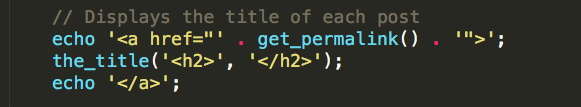 // Displays the title of each post
echo '<a href="' . get_permalink() . '">';
the_title('<h2>', '</h2>');
echo '</a>';